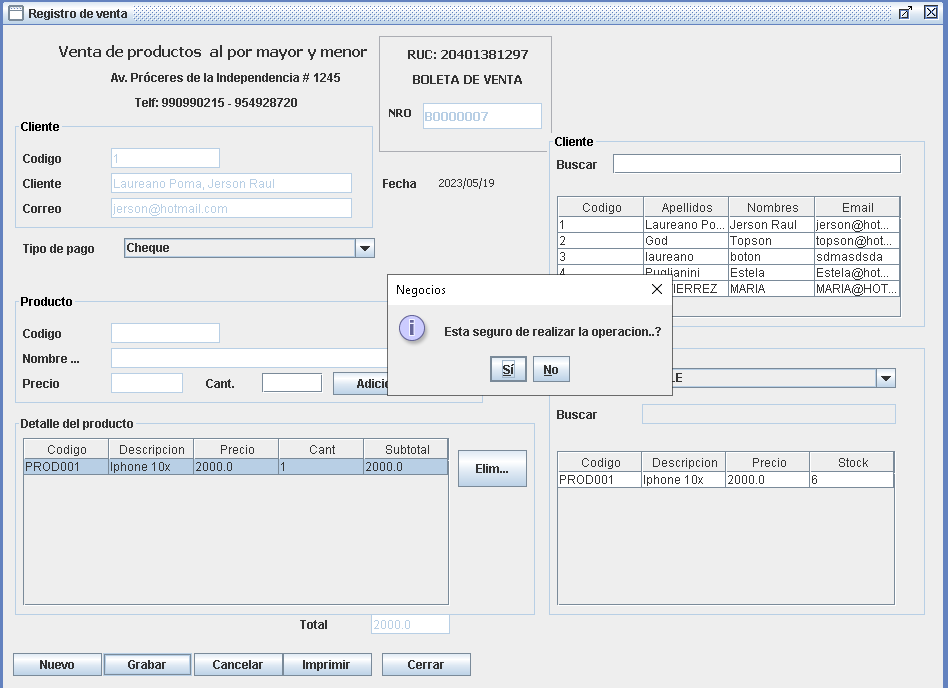 Registro de venta
Venta de productos al por mayor y menor
Av. Próceres de la Independencia # 1245
Telf: 990990215 - 954928720
RUC: 20401381297
BOLETA DE VENTA
NRO B0000007
Cliente
Codigo 1
Cliente Laureano Poma, Jerson Raul
Correo jerson@hotmail.com
Fecha 2023/05/19
Tipo de pago Cheque
Cliente
Buscar
Codigo Apellidos Nombres Email
1 Laureano Po... Jerson Raul jerson@hot...
2 God Topson topson@hot...
3 laureano boton sdmasdsda
4 Puglianini Estela Estela@hot...
IERREZ MARIA MARIA@HOT...
Negocios
Esta seguro de realizar la operacion..?
Sí No
Producto
Codigo
Nombre ...
Precio Cant. Adicio
LE
Buscar
Codigo Descripcion Precio Stock
PROD001 Iphone 10x 2000.0 6
Detalle del producto
Codigo Descripcion Precio Cant Subtotal
PROD001 Iphone 10x 2000.0 1 2000.0
Elim...
Total 2000.0
Nuevo Grabar Cancelar Imprimir Cerrar